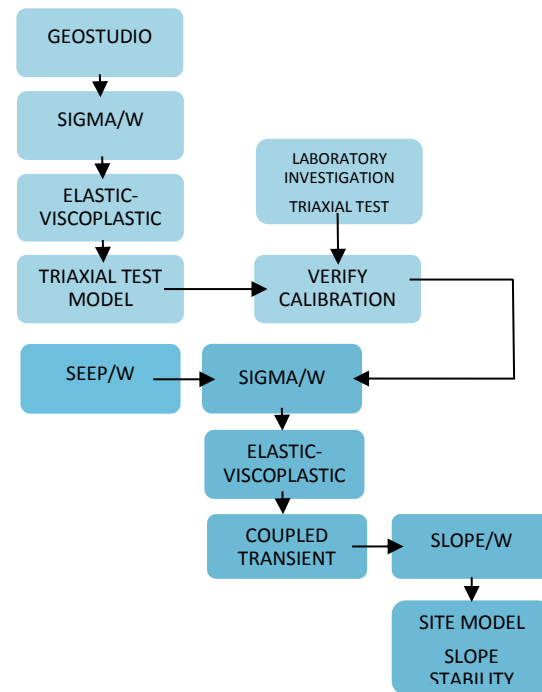 GEOSTUDIO
SIGMA/W
LABORATORY
INVESTIGATION
TRIAXIAL TEST
ELASTIC-
VISCOPLASTIC
TRIAXIAL TEST
MODEL
VERIFY
CALIBRATION
SEEP/W
SIGMA/W
ELASTIC-
VISCOPLASTIC
COUPLED
TRANSIENT
SLOPE/W
SITE MODEL
SLOPE
STABILITY